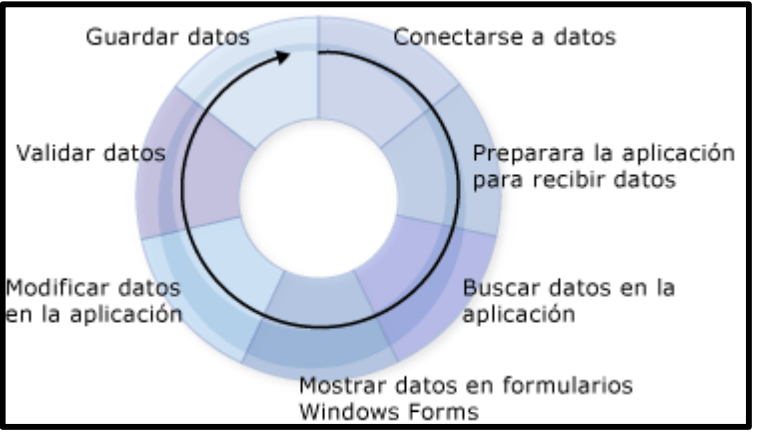 Guardar datos
Conectarse a datos
Validar datos
Preparara la aplicación
para recibir datos
Modificar datos
en la aplicación
Buscar datos en la
aplicación
Mostrar datos en formularios
Windows Forms